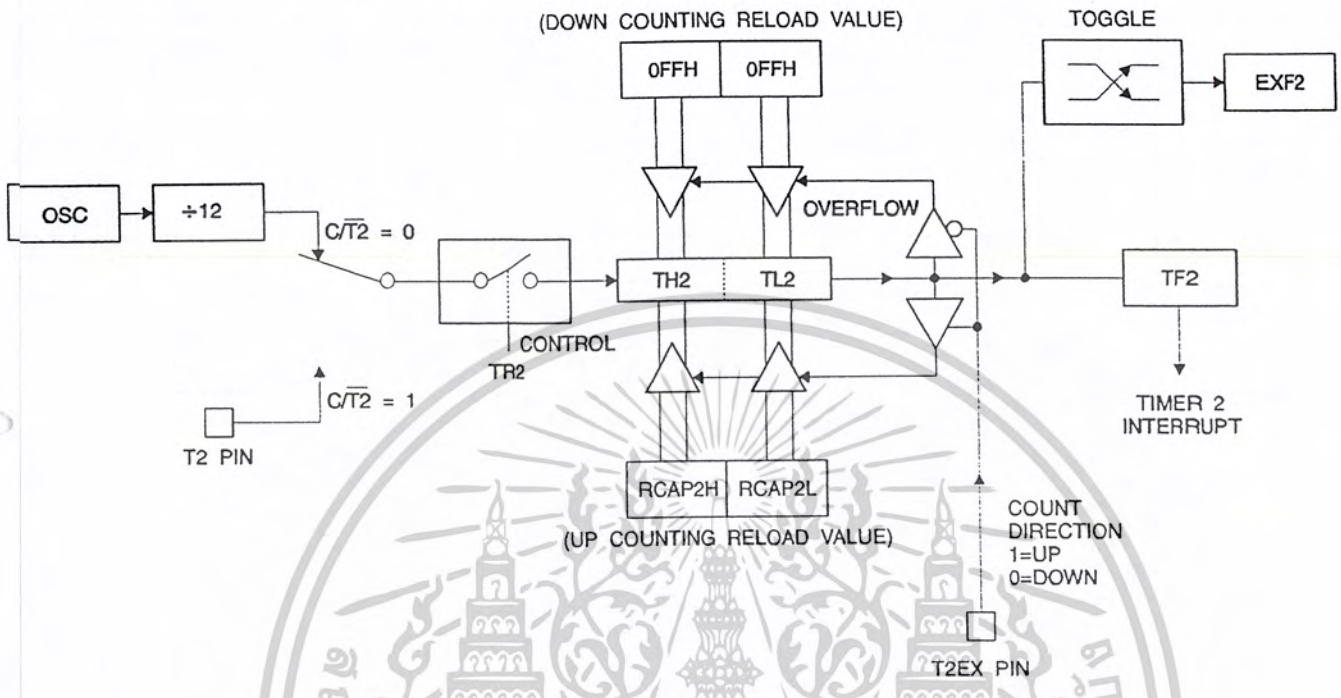 (DOWN COUNTING RELOAD VALUE)
TOGGLE
0FFH 0FFH
EXF2
OSC
÷12
C/T2̅ = 0
OVERFLOW
TH2 TL2
TF2
CONTROL
TR2
C/T2̅ = 1
T2 PIN
TIMER 2
INTERRUPT
RCAP2H RCAP2L
(UP COUNTING RELOAD VALUE)
COUNT
DIRECTION
1=UP
0=DOWN
T2EX PIN